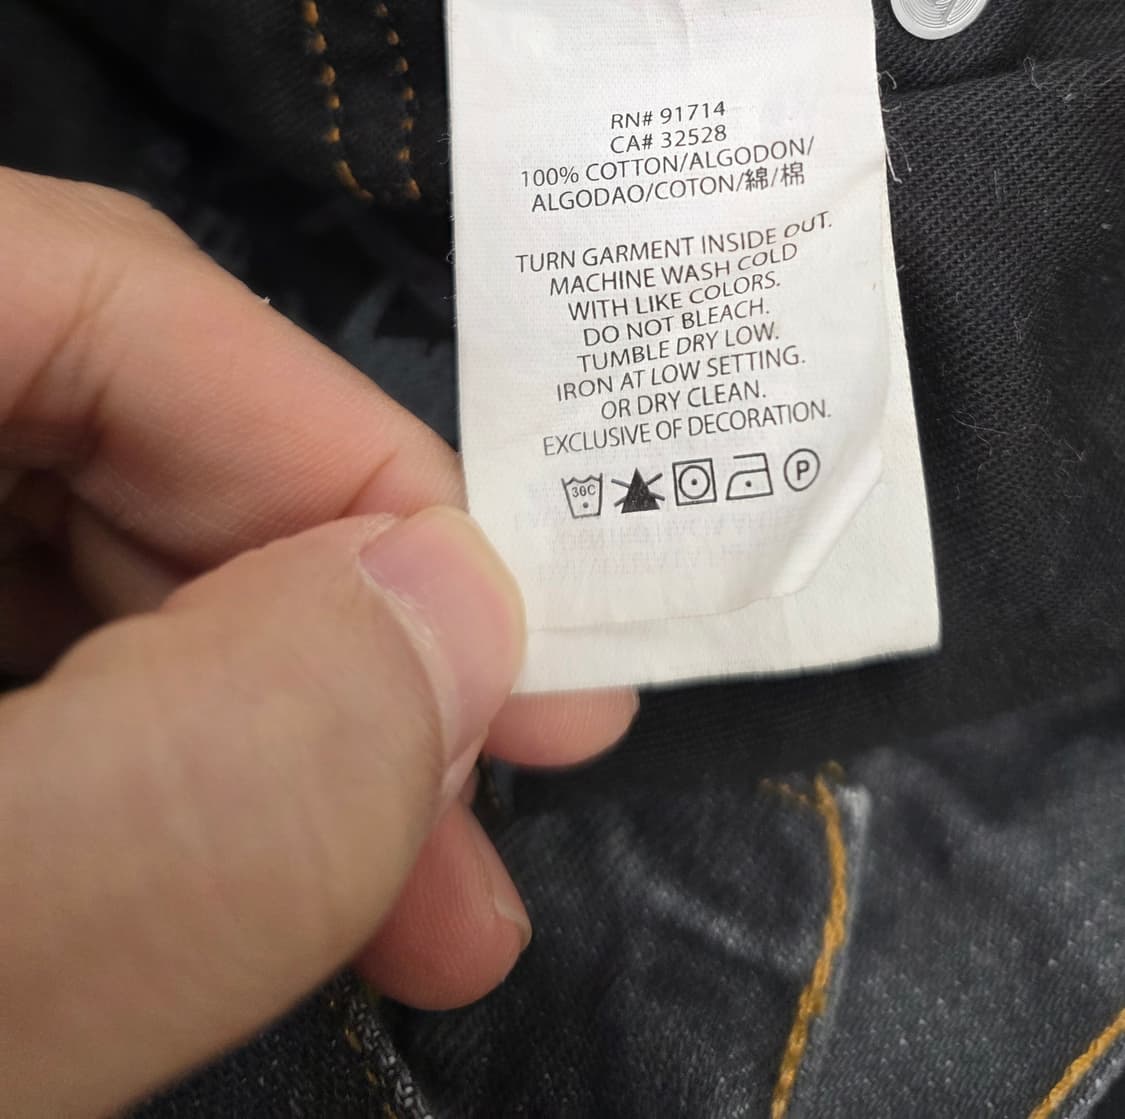 RN# 91714
CA# 32528
100% COTTON/ALGODON/
ALGODAO/COTON/綿/棉
TURN GARMENT INSIDE OUT.
MACHINE WASH COLD
WITH LIKE COLORS.
DO NOT BLEACH.
TUMBLE DRY LOW.
IRON AT LOW SETTING.
OR DRY CLEAN.
EXCLUSIVE OF DECORATION.
30C P